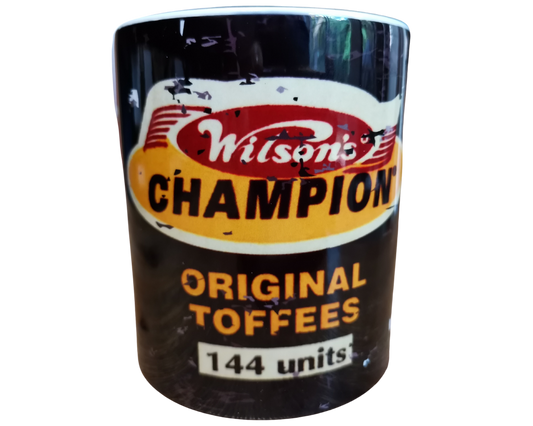 Wilson's
CHAMPION
ORIGINAL
TOFFEES
144 units